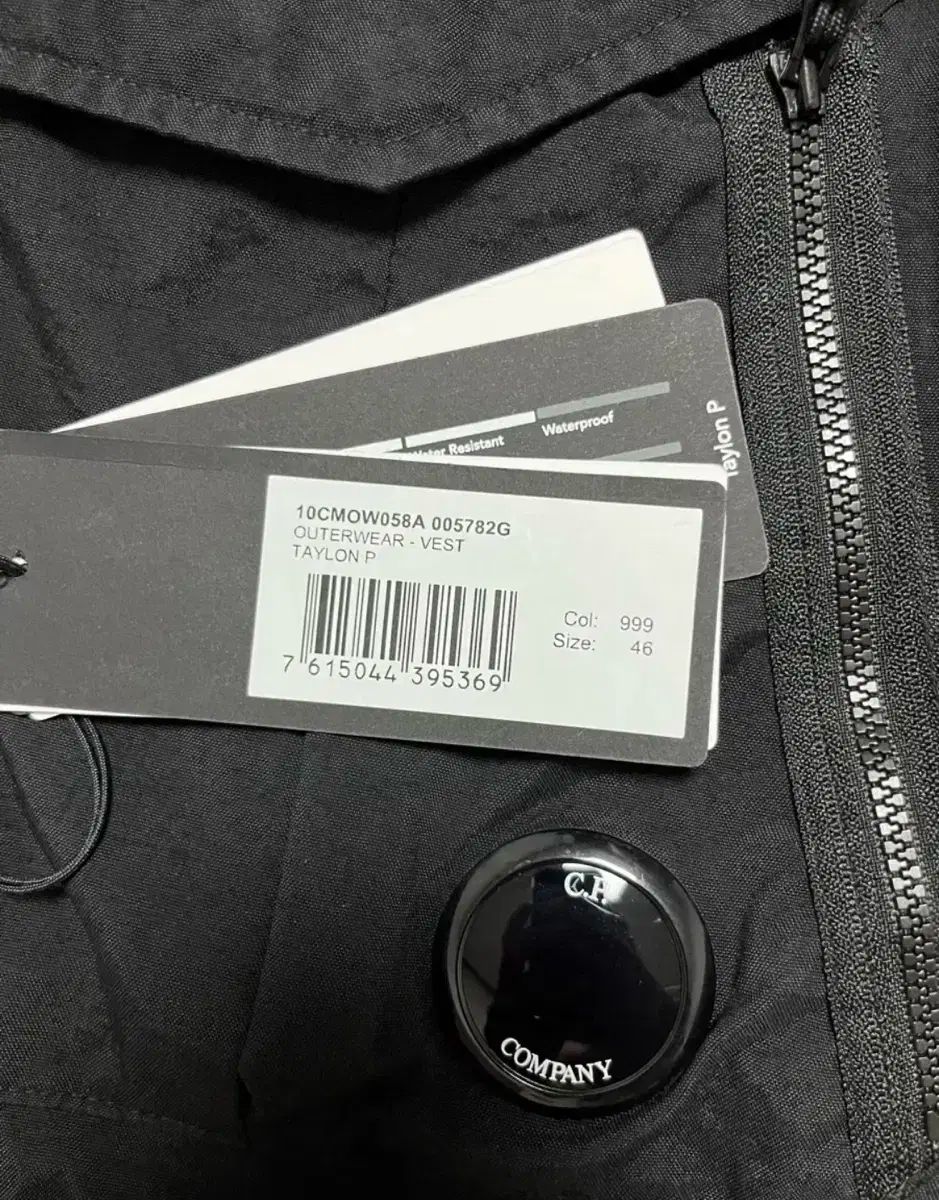 Waterproof
Water Resistant
Taylon P
10CMOW058A 005782G
OUTERWEAR - VEST
TAYLON P
Col: 999
Size: 46
7 615044 395369
C.P.
COMPANY